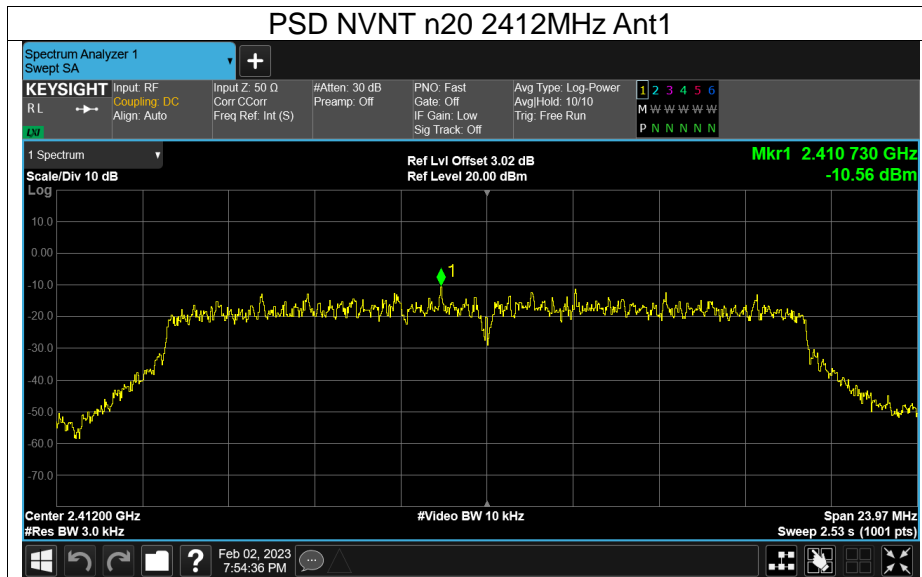 PSD NVNT n20 2412MHz Ant1
Spectrum Analyzer 1
Swept SA
+
KEYSIGHT
RL
LXI
Input: RF
Coupling: DC
Align: Auto
Input Z: 50 Ω
Corr CCorr
Freq Ref: Int (S)
#Atten: 30 dB
Preamp: Off
PNO: Fast
Gate: Off
IF Gain: Low
Sig Track: Off
Avg Type: Log-Power
Avg|Hold: 10/10
Trig: Free Run
1 2 3 4 5 6
M W W W W W
P N N N N N
1 Spectrum
Scale/Div 10 dB
Ref Lvl Offset 3.02 dB
Ref Level 20.00 dBm
Mkr1 2.410 730 GHz
-10.56 dBm
Log
10.0
0.00
-10.0
-20.0
-30.0
-40.0
-50.0
-60.0
-70.0
1
Center 2.41200 GHz
#Res BW 3.0 kHz
#Video BW 10 kHz
Span 23.97 MHz
Sweep 2.53 s (1001 pts)
?
Feb 02, 2023
7:54:36 PM